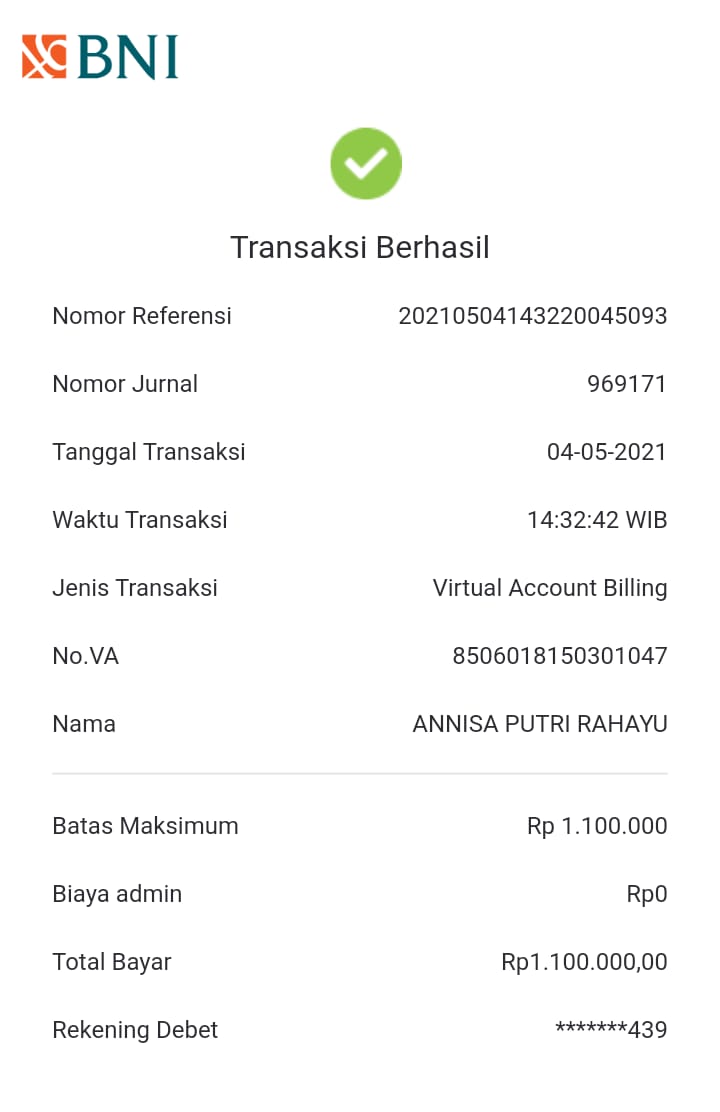 BNI
Transaksi Berhasil
Nomor Referensi 20210504143220045093
Nomor Jurnal 969171
Tanggal Transaksi 04-05-2021
Waktu Transaksi 14:32:42 WIB
Jenis Transaksi Virtual Account Billing
No.VA 8506018150301047
Nama ANNISA PUTRI RAHAYU
Batas Maksimum Rp 1.100.000
Biaya admin Rp0
Total Bayar Rp1.100.000,00
Rekening Debet *******439